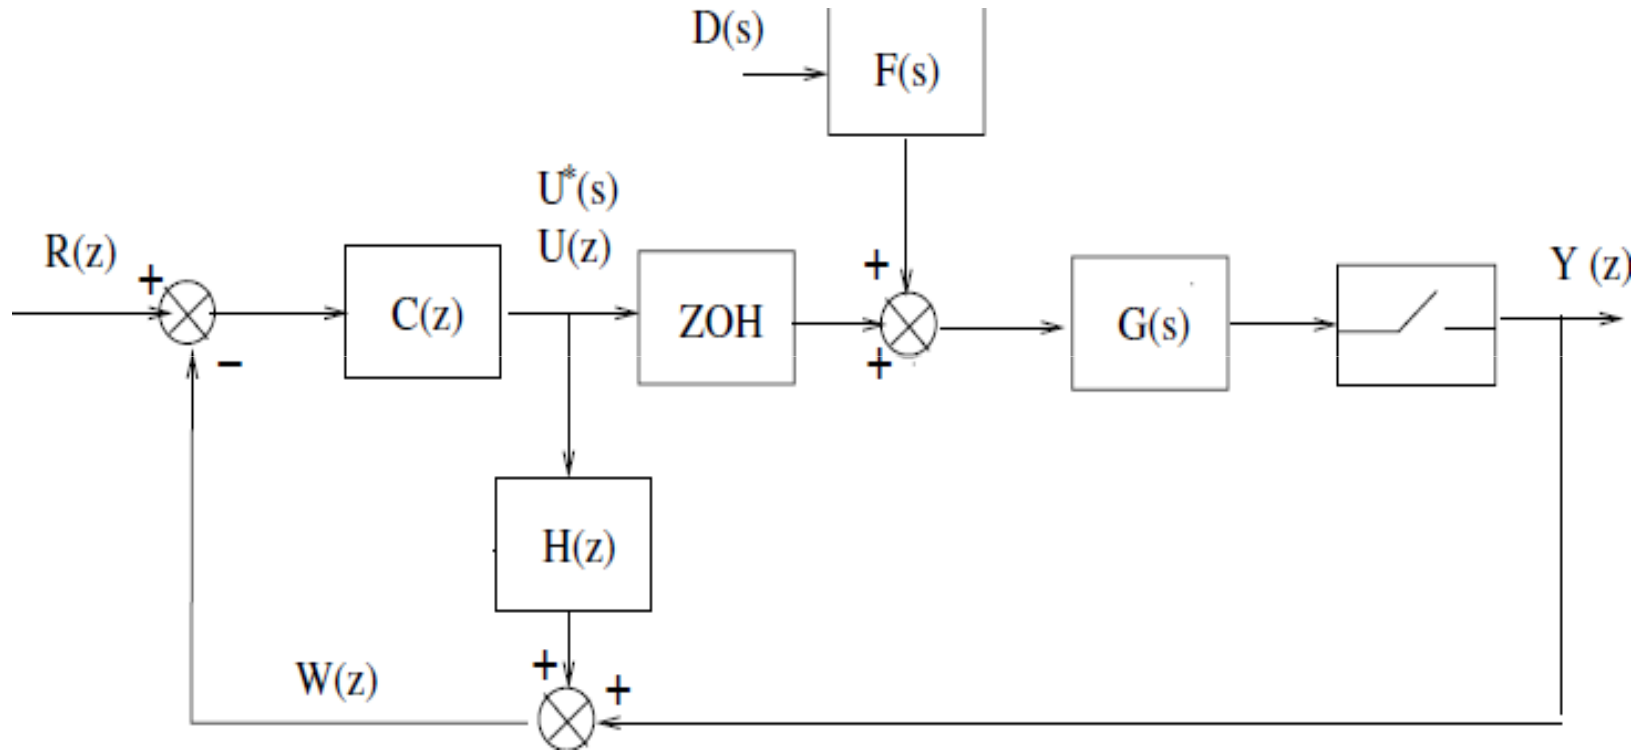 D(s)
F(s)
U*(s)
U(z)
R(z)
+
C(z)
ZOH
+
+
G(s)
Y (z)
−
H(z)
W(z)
+
+